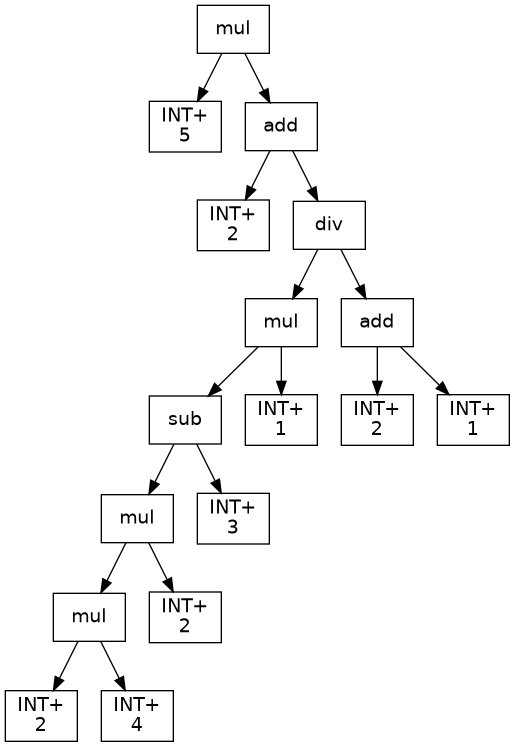 mul
INT+
5
add
INT+
2
div
mul
add
sub
INT+
1
INT+
2
INT+
1
mul
INT+
3
mul
INT+
2
INT+
2
INT+
4